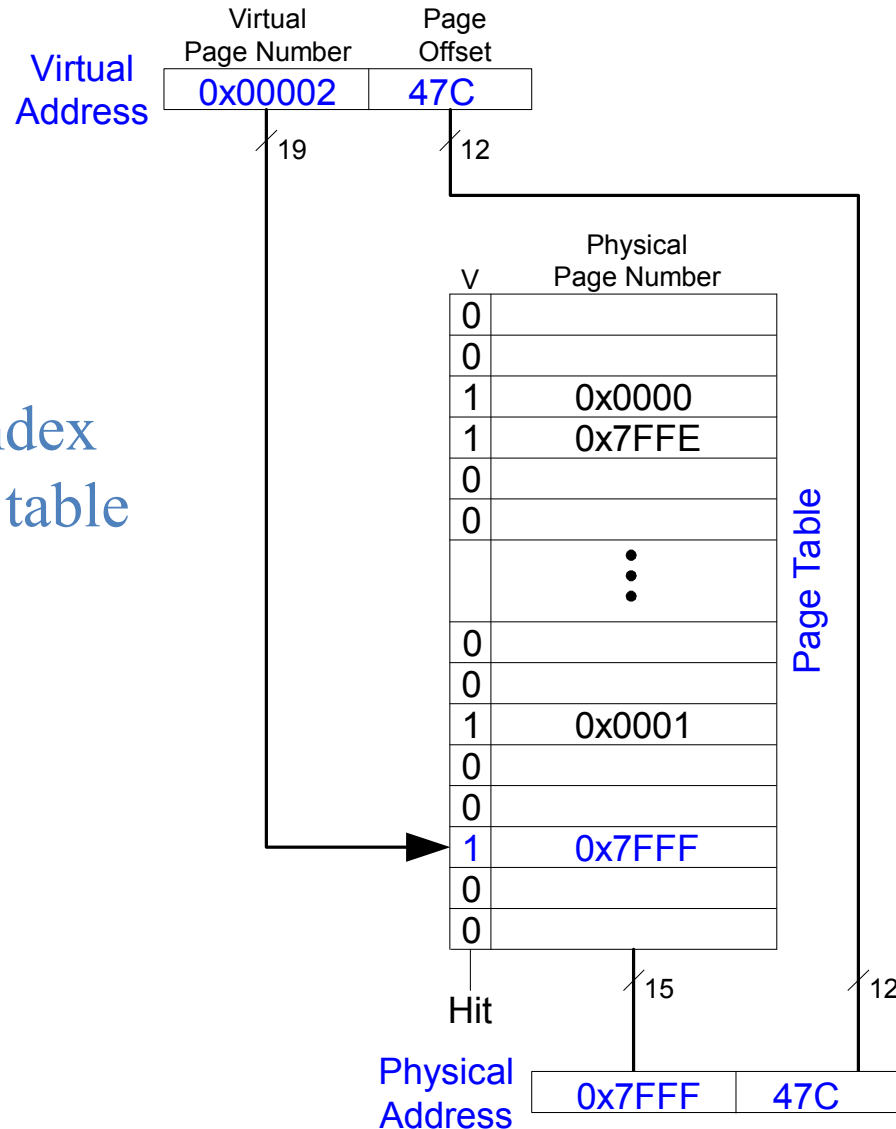 Virtual Page
Page Number Offset
Virtual
Address
0x00002 47C
19 12
Physical
V Page Number
0
0
1 0x0000
1 0x7FFE
0
0
0
0
1 0x0001
0
0
1 0x7FFF
0
0
Page Table
ndex
table
15 12
Hit
Physical
Address
0x7FFF 47C